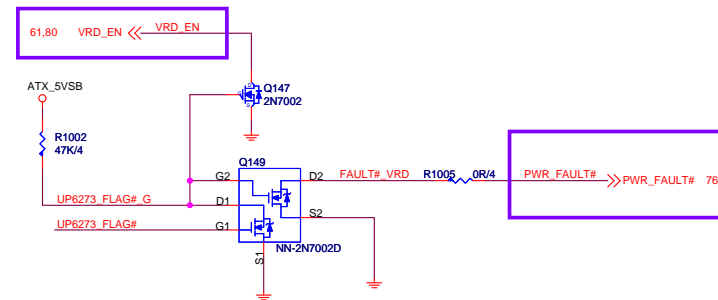 61,80 VRD_EN VRD_EN
ATX_5VSB
Q147
2N7002
R1002
47K/4
Q149
G2 D2 FAULT#_VRD R1005 0R/4 PWR_FAULT# PWR_FAULT# 76
UP6273_FLAG#_G D1
S2
UP6273_FLAG# G1
NN-2N7002D
S1